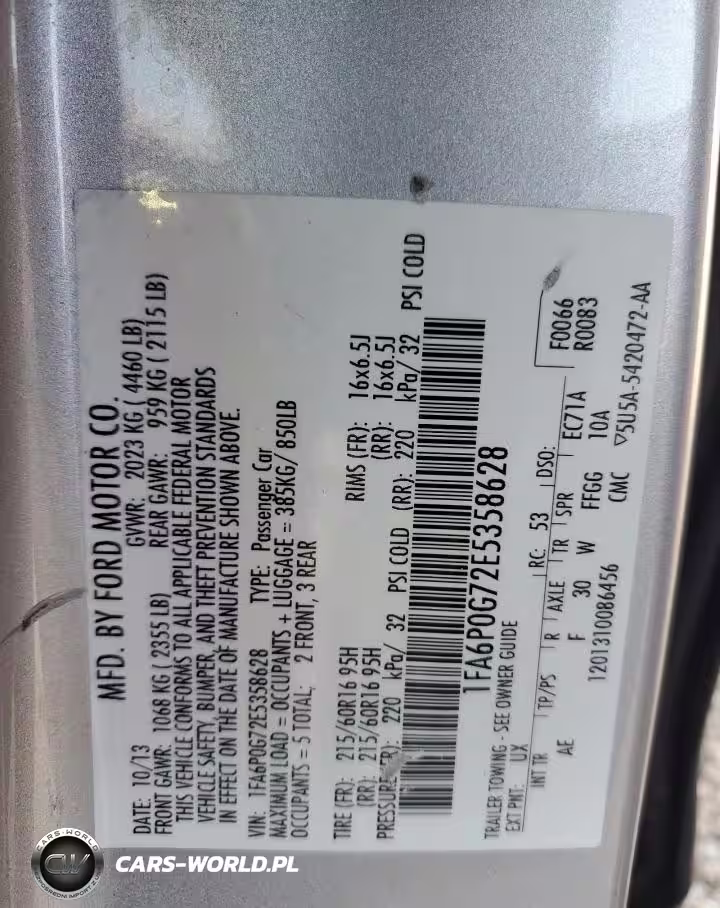 MFD. BY FORD MOTOR CO.
DATE: 10/13 GVWR: 2023 KG ( 4460 LB)
FRONT GAWR: 1068 KG ( 2355 LB) REAR GAWR: 959 KG ( 2115 LB)
THIS VEHICLE CONFORMS TO ALL APPLICABLE FEDERAL MOTOR
VEHICLE SAFETY, BUMPER, AND THEFT PREVENTION STANDARDS
IN EFFECT ON THE DATE OF MANUFACTURE SHOWN ABOVE.
VIN: 1FA6P0G72E5358628 TYPE: Passenger Car
MAXIMUM LOAD = OCCUPANTS + LUGGAGE = 385KG/ 850LB
OCCUPANTS = 5 TOTAL; 2 FRONT, 3 REAR
TIRE (FR): 215/60R16 95H RIMS (FR): 16x6.5J
(RR): 215/60R16 95H (RR): 16x6.5J
PRESSURE (FR): 220 kPa/ 32 PSI COLD (RR): 220 kPa/ 32 PSI COLD
1FA6P0G72E5358628
TRAILER TOWING - SEE OWNER GUIDE
F0066
EXT PNT: UX RC: 53 DSO: R0083
INT TR TP/PS R AXLE TR SPR EC71A
AE F 30 W FFGG 10A
1201310086456 CMC ▽5U5A-5420472-AA
CARS-WORLD
CW
CARS-WORLD.PL